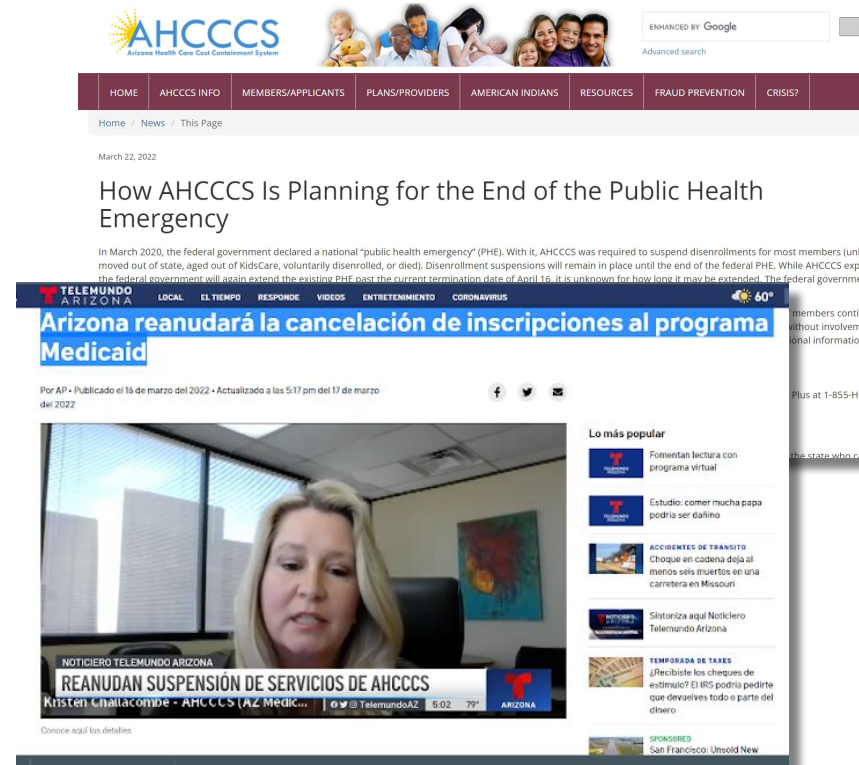 AHCCCS
Arizona Health Care Cost Containment System
ENHANCED BY Google
Advanced search
HOME AHCCCS INFO MEMBERS/APPLICANTS PLANS/PROVIDERS AMERICAN INDIANS RESOURCES FRAUD PREVENTION CRISIS?
Home / News / This Page
March 22, 2022
How AHCCCS Is Planning for the End of the Public Health
Emergency
In March 2020, the federal government declared a national “public health emergency” (PHE). With it, AHCCCS was required to suspend disenrollments for most members
moved out of state, aged out of KidsCare, voluntarily disenrolled, or died). Disenrollment suspensions will remain in place until the end of the federal PHE. While AHCCCS
the federal government will again extend the existing PHE past the current termination date of April 16, it is unknown for how long it may be extended. The federal
members
without
Plus at 1-855-H
the state who
TELEMUNDO
ARIZONA
LOCAL EL TIEMPO RESPONDE VIDEOS ENTRETENIMIENTO CORONAVIRUS
60°
Arizona reanudará la cancelación de inscripciones al programa
Medicaid
Por AP • Publicado el 16 de marzo del 2022 • Actualizado a las 5:17 pm del 17 de marzo
del 2022
NOTICIERO TELEMUNDO ARIZONA
REANUDAN SUSPENSIÓN DE SERVICIOS DE AHCCCS
Kristen Challacombe - AHCCCS (AZ Medic...
TelemundoAZ 5:02 79° ARIZONA
Conoce aquí los detalles
Lo más popular
Fomentan lectura con
programa virtual
Estudio: comer mucha papa
podría ser dañino
ACCIDENTES DE TRÁNSITO
Choque en cadena deja al
menos seis muertos en una
carretera en Missouri
Sintoniza aquí Noticiero
Telemundo Arizona
TEMPORADA DE TAXES
¿Recibiste los cheques de
estímulo? El IRS podría pedirte
que devuelves todo o parte del
dinero
SPONSORED
San Francisco: Unsold New